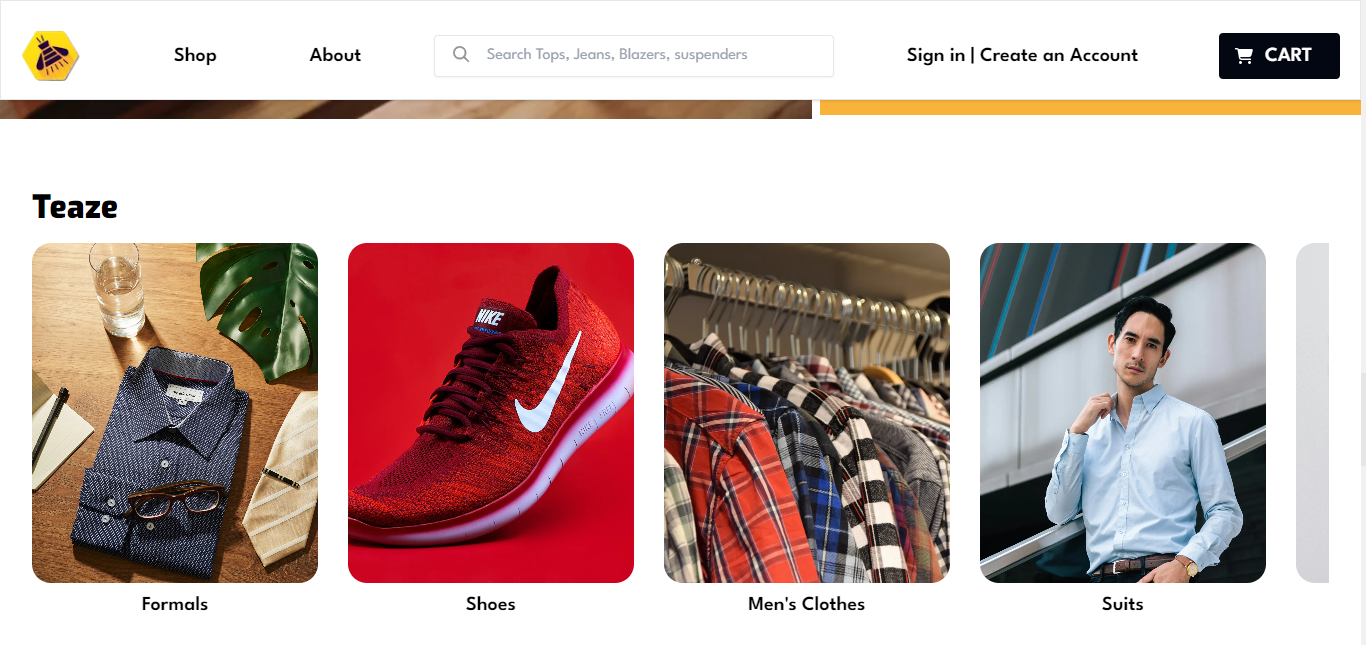 Shop
About
Search Tops, Jeans, Blazers, suspenders
Sign in | Create an Account
CART
Teaze
NIKE
Formals
Shoes
Men's Clothes
Suits